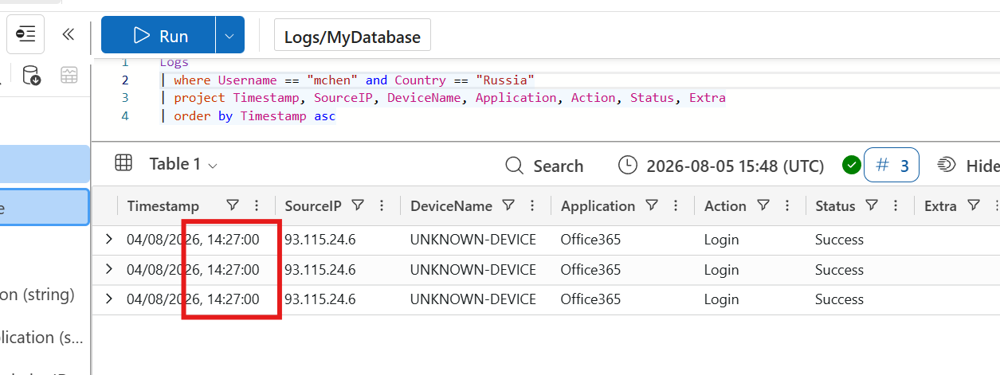 Run
Logs/MyDatabase
1 Logs
2 | where Username == "mchen" and Country == "Russia"
3 | project Timestamp, SourceIP, DeviceName, Application, Action, Status, Extra
4 | order by Timestamp asc
Table 1 Search 2026-08-05 15:48 (UTC) # 3 Hide
Timestamp SourceIP DeviceName Application Action Status Extra
04/08/2026, 14:27:00 93.115.24.6 UNKNOWN-DEVICE Office365 Login Success
04/08/2026, 14:27:00 93.115.24.6 UNKNOWN-DEVICE Office365 Login Success
04/08/2026, 14:27:00 93.115.24.6 UNKNOWN-DEVICE Office365 Login Success
e
on (string)
lication (s...